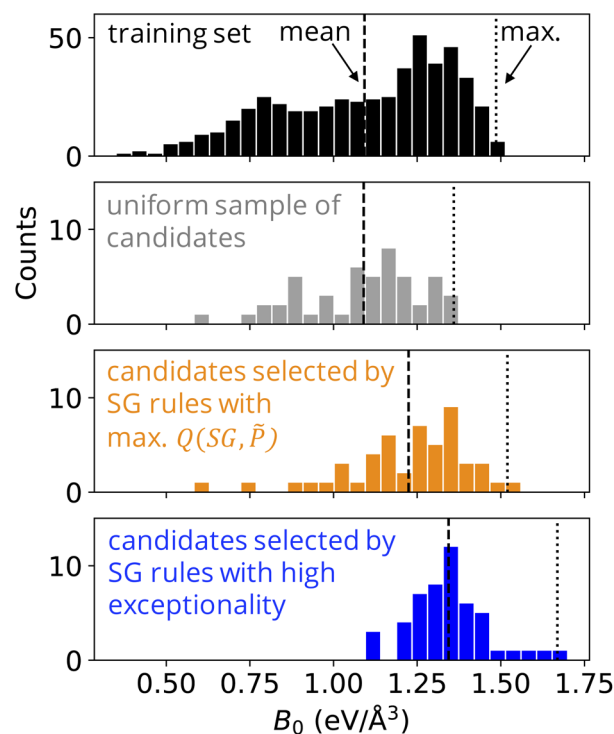 training set
mean
max.
50
0
uniform sample of
candidates
10
0
Counts
candidates selected by
SG rules with
max. Q(SG, P̃)
10
0
candidates selected by
SG rules with high
exceptionality
10
0
0.50 0.75 1.00 1.25 1.50 1.75
B₀ (eV/Å³)